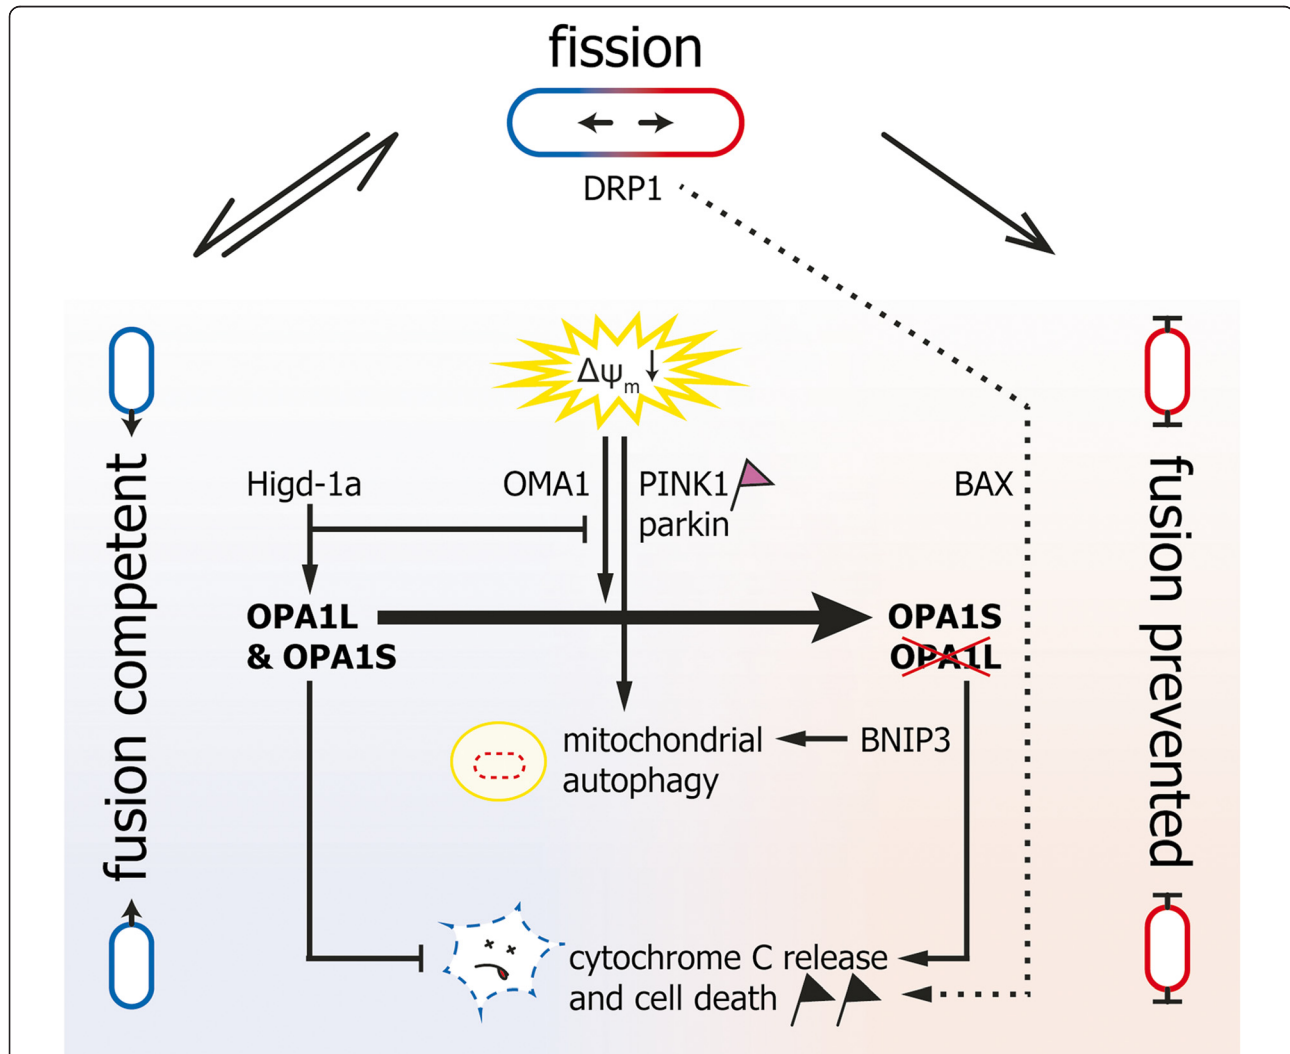 fission
DRP1
Δψm↓
Higd-1a
OMA1
PINK1
parkin
BAX
OPA1L
& OPA1S
OPA1S
OPA1L
mitochondrial
autophagy
BNIP3
cytochrome C release
and cell death
fusion competent
fusion prevented